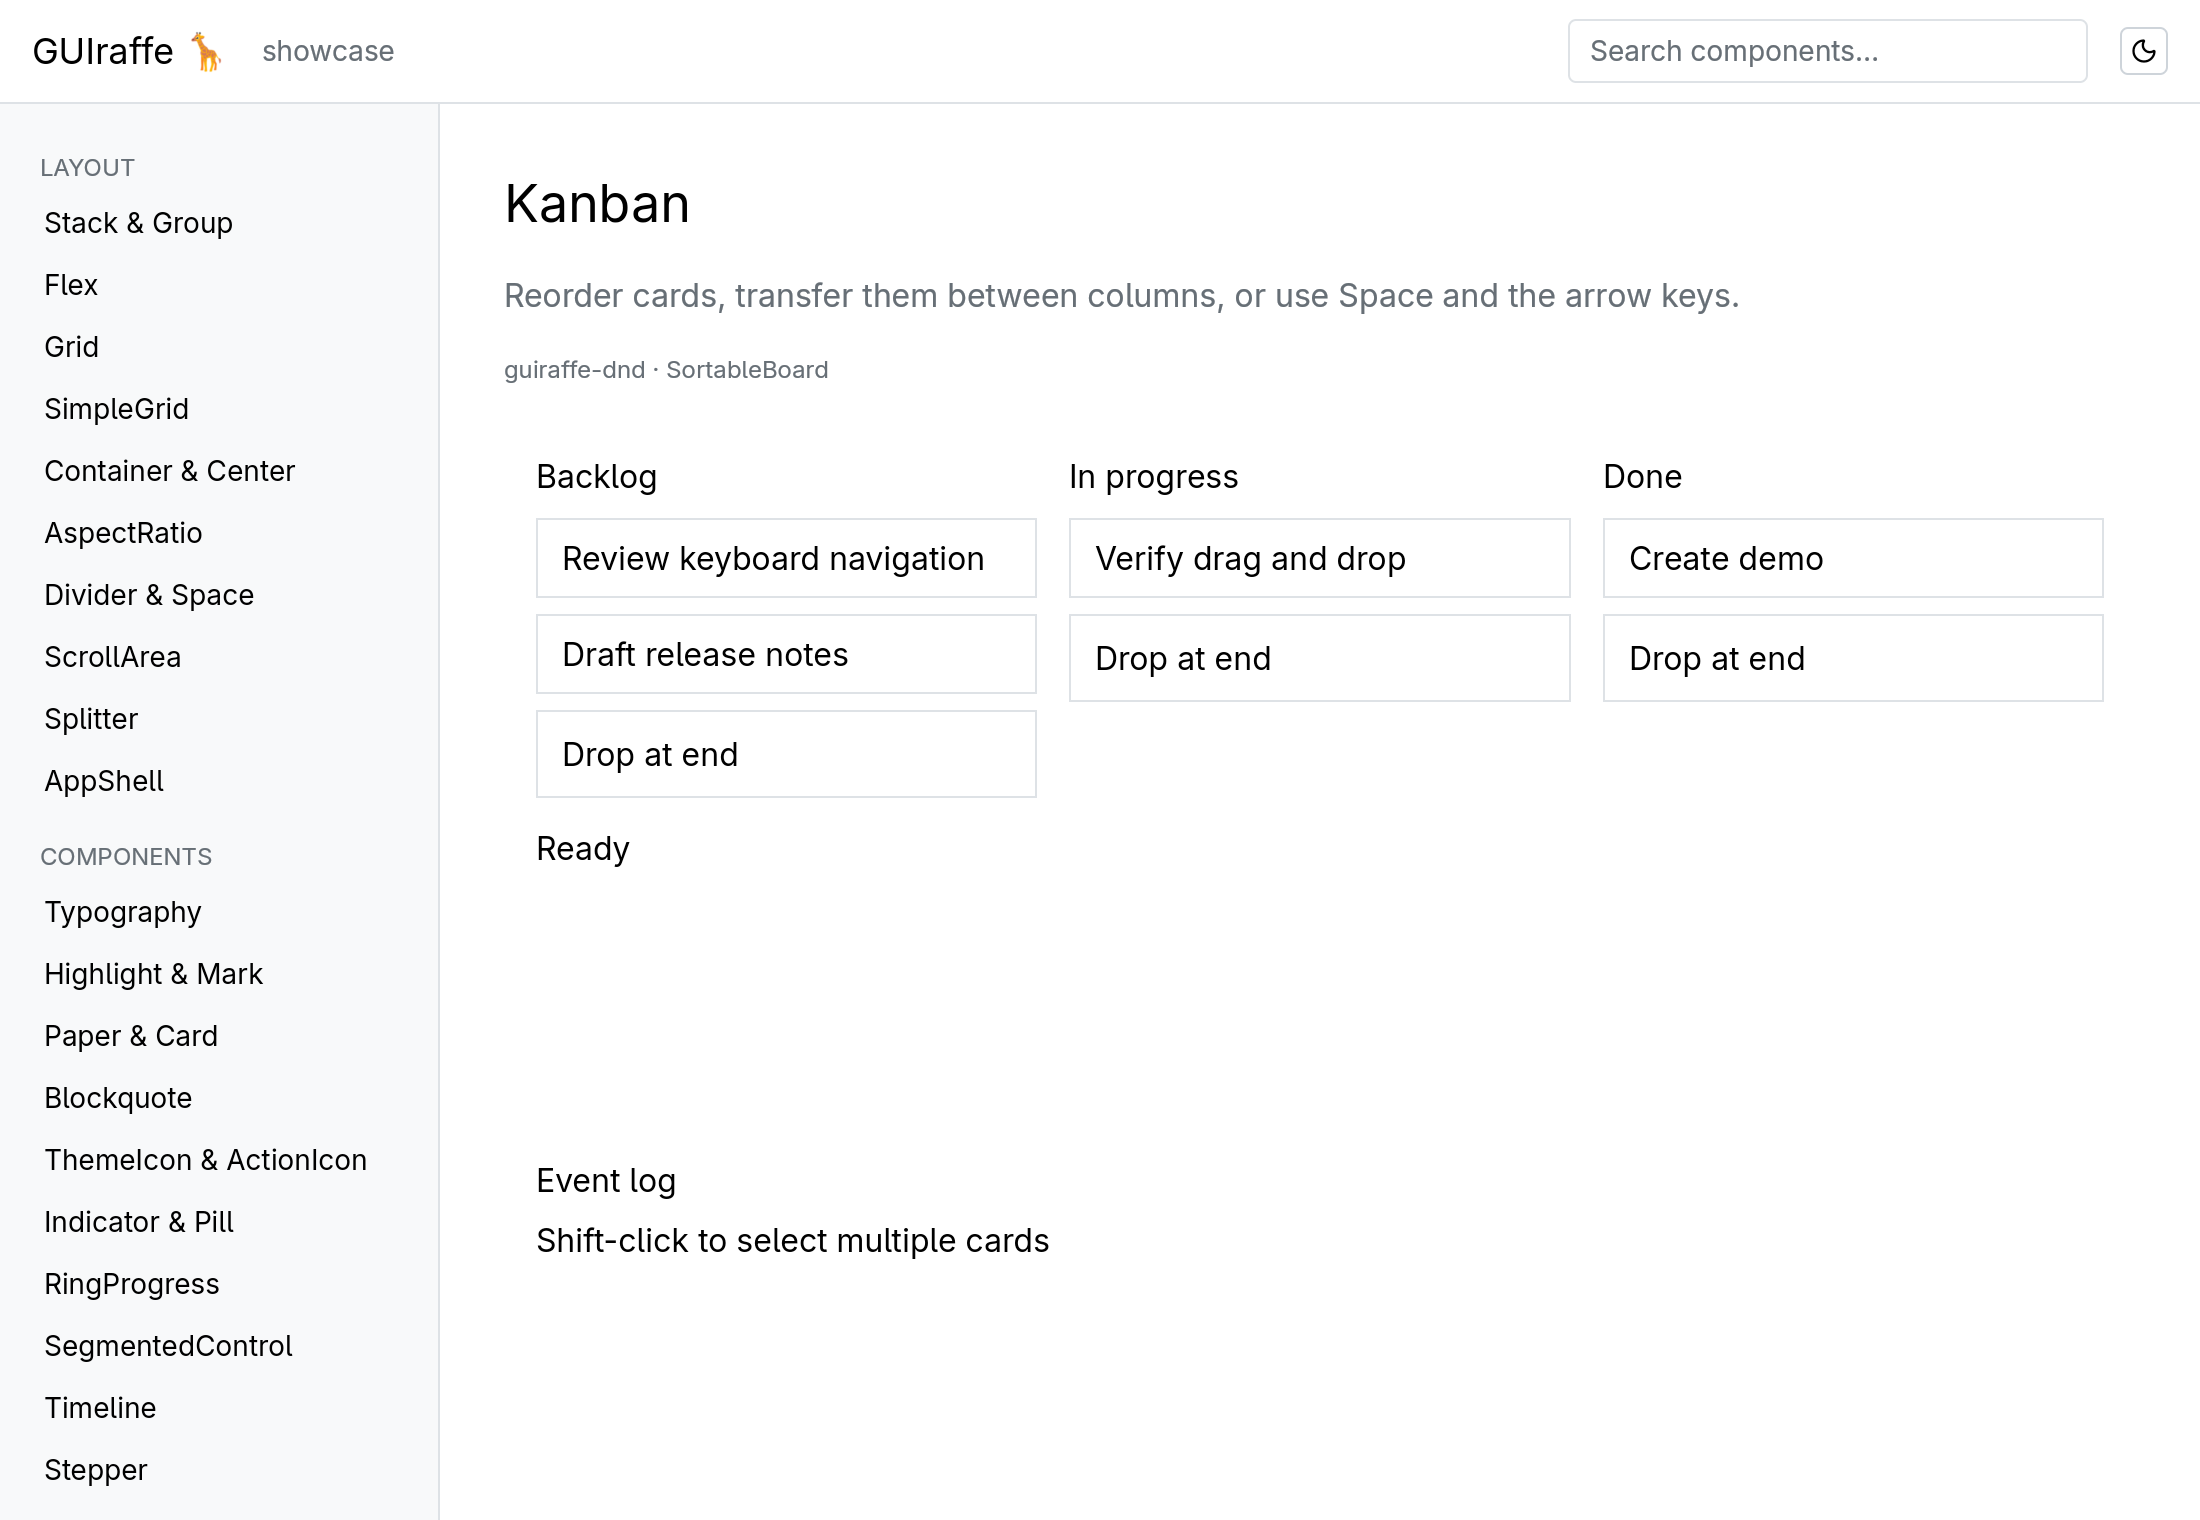 GUIraffe 🦒 showcase
Search components...
LAYOUT
Stack & Group
Flex
Grid
SimpleGrid
Container & Center
AspectRatio
Divider & Space
ScrollArea
Splitter
AppShell
COMPONENTS
Typography
Highlight & Mark
Paper & Card
Blockquote
ThemeIcon & ActionIcon
Indicator & Pill
RingProgress
SegmentedControl
Timeline
Stepper
Kanban
Reorder cards, transfer them between columns, or use Space and the arrow keys.
guiraffe-dnd · SortableBoard
Backlog
Review keyboard navigation
Draft release notes
Drop at end
In progress
Verify drag and drop
Drop at end
Done
Create demo
Drop at end
Ready
Event log
Shift-click to select multiple cards